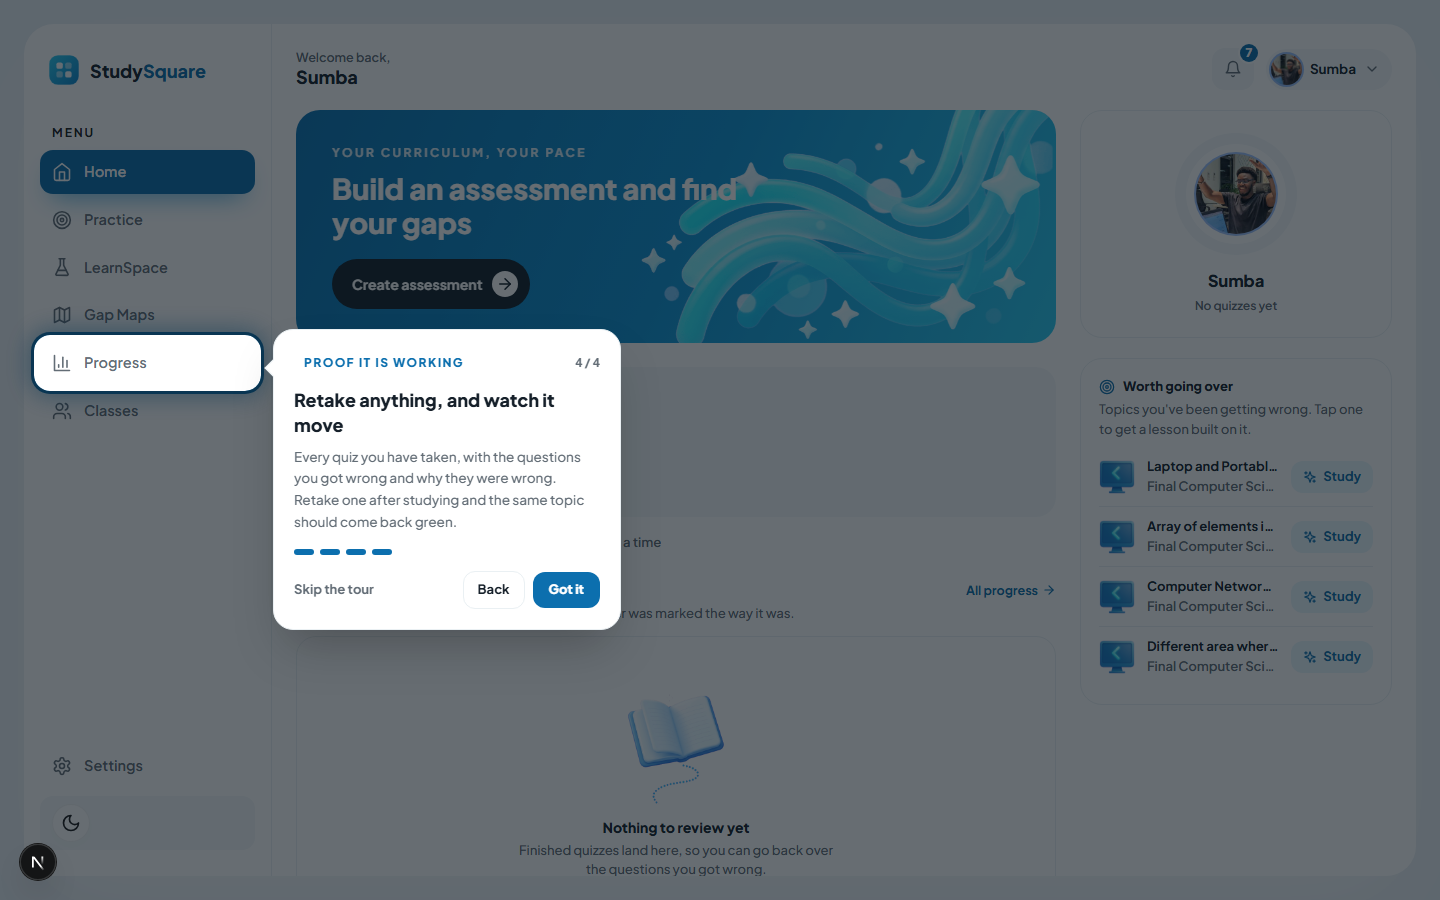 StudySquare
MENU
Home
Practice
LearnSpace
Gap Maps
Progress
Classes
Settings
N
Welcome back,
Sumba
7
Sumba
YOUR CURRICULUM, YOUR PACE
Build an assessment and find
your gaps
Create assessment
PROOF IT IS WORKING
4 / 4
Retake anything, and watch it
move
Every quiz you have taken, with the questions
you got wrong and why they were wrong.
Retake one after studying and the same topic
should come back green.
Skip the tour
Back
Got it
a time
All progress
r was marked the way it was.
Nothing to review yet
Finished quizzes land here, so you can go back over
the questions you got wrong.
Sumba
No quizzes yet
Worth going over
Topics you've been getting wrong. Tap one
to get a lesson built on it.
Laptop and Portabl...
Final Computer Sci...
Study
Array of elements i...
Final Computer Sci...
Study
Computer Networ...
Final Computer Sci...
Study
Different area wher...
Final Computer Sci...
Study